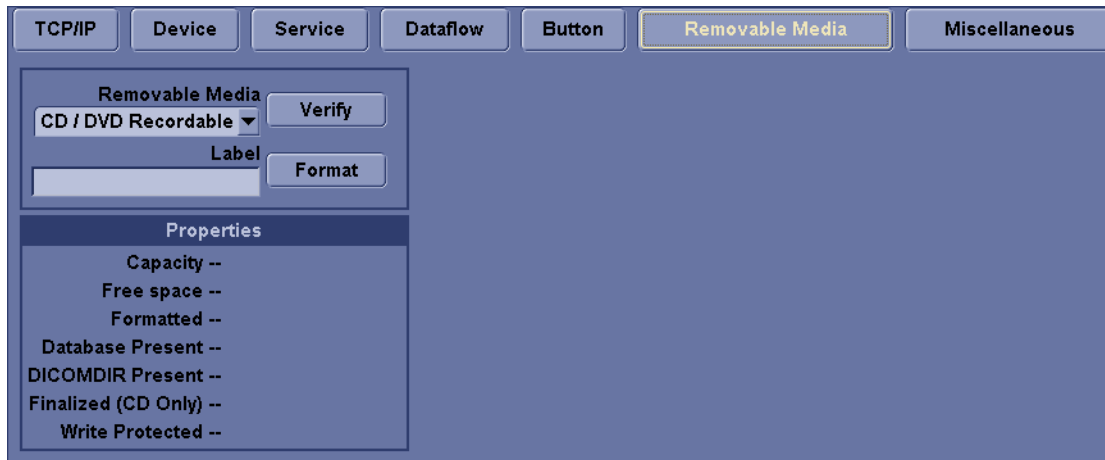 TCP/IP Device Service Dataflow Button Removable Media Miscellaneous
Removable Media
CD / DVD Recordable
Verify
Label
Format
Properties
Capacity --
Free space --
Formatted --
Database Present --
DICOMDIR Present --
Finalized (CD Only) --
Write Protected --